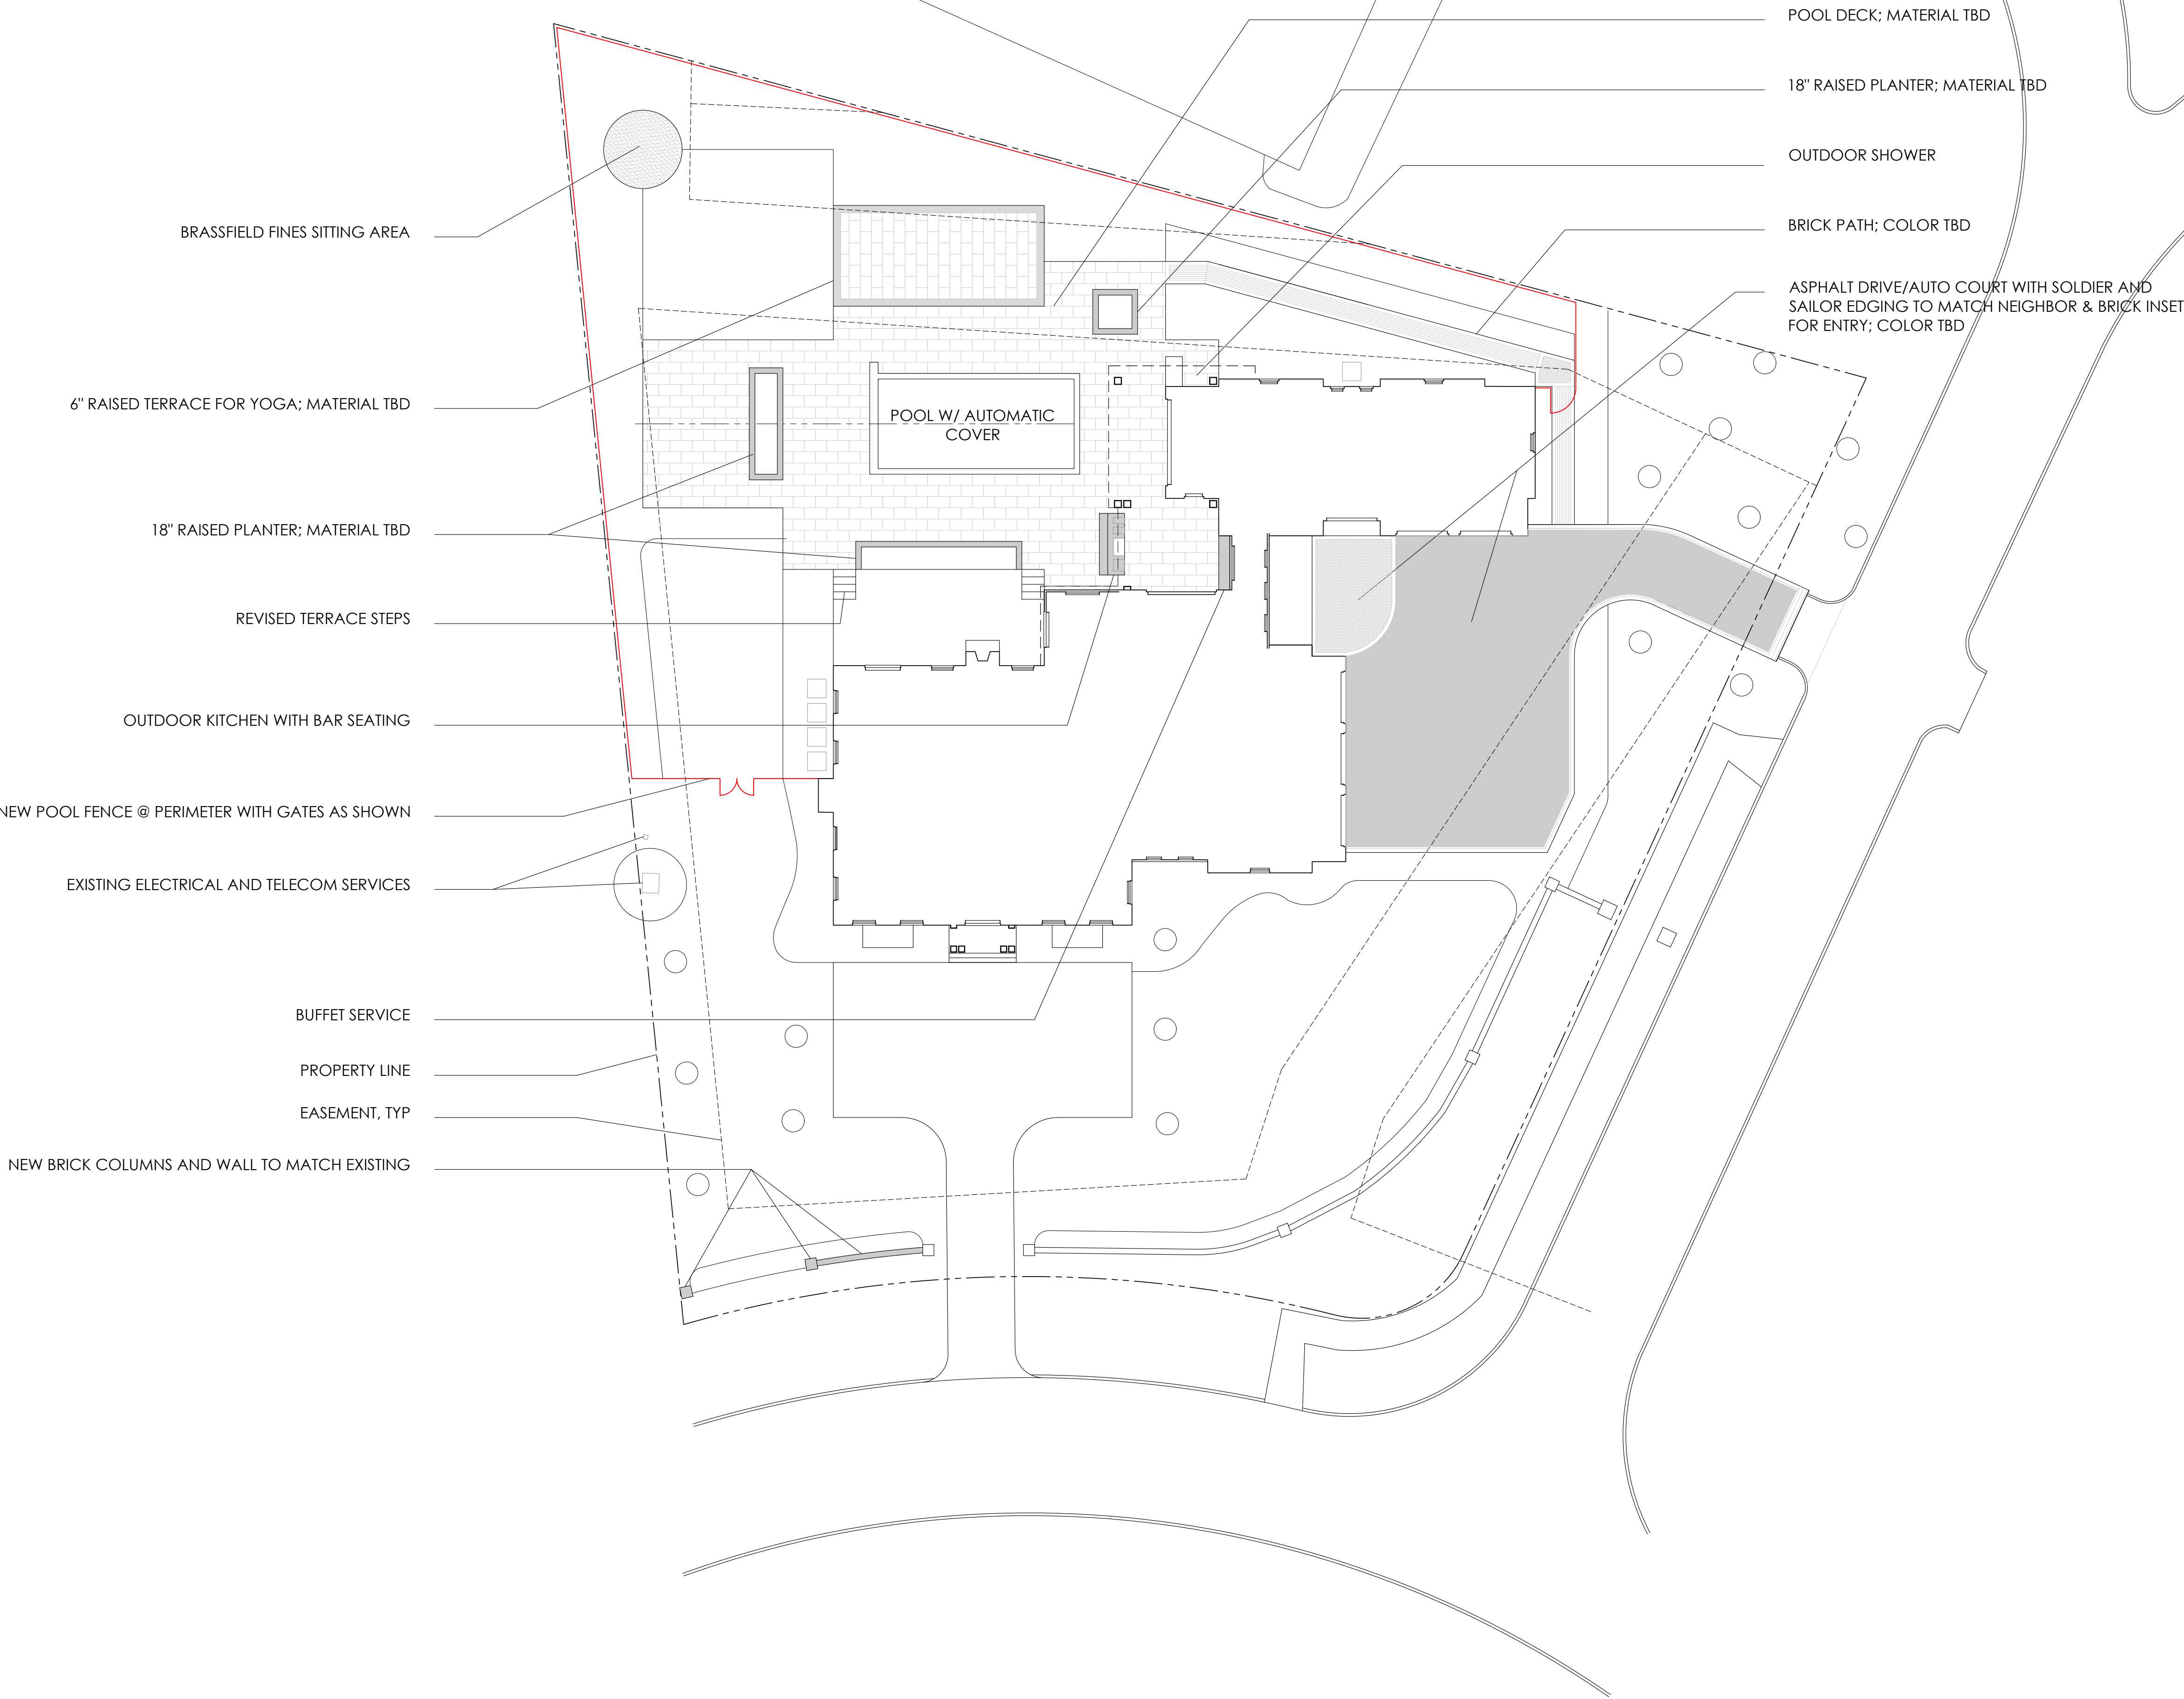 POOL DECK; MATERIAL TBD
18" RAISED PLANTER; MATERIAL TBD
OUTDOOR SHOWER
BRICK PATH; COLOR TBD
ASPHALT DRIVE/AUTO COURT WITH SOLDIER AND
SAILOR EDGING TO MATCH NEIGHBOR & BRICK INSET
FOR ENTRY; COLOR TBD
BRASSFIELD FINES SITTING AREA
6" RAISED TERRACE FOR YOGA; MATERIAL TBD
POOL W/ AUTOMATIC
COVER
18" RAISED PLANTER; MATERIAL TBD
REVISED TERRACE STEPS
OUTDOOR KITCHEN WITH BAR SEATING
NEW POOL FENCE @ PERIMETER WITH GATES AS SHOWN
EXISTING ELECTRICAL AND TELECOM SERVICES
BUFFET SERVICE
PROPERTY LINE
EASEMENT, TYP
NEW BRICK COLUMNS AND WALL TO MATCH EXISTING